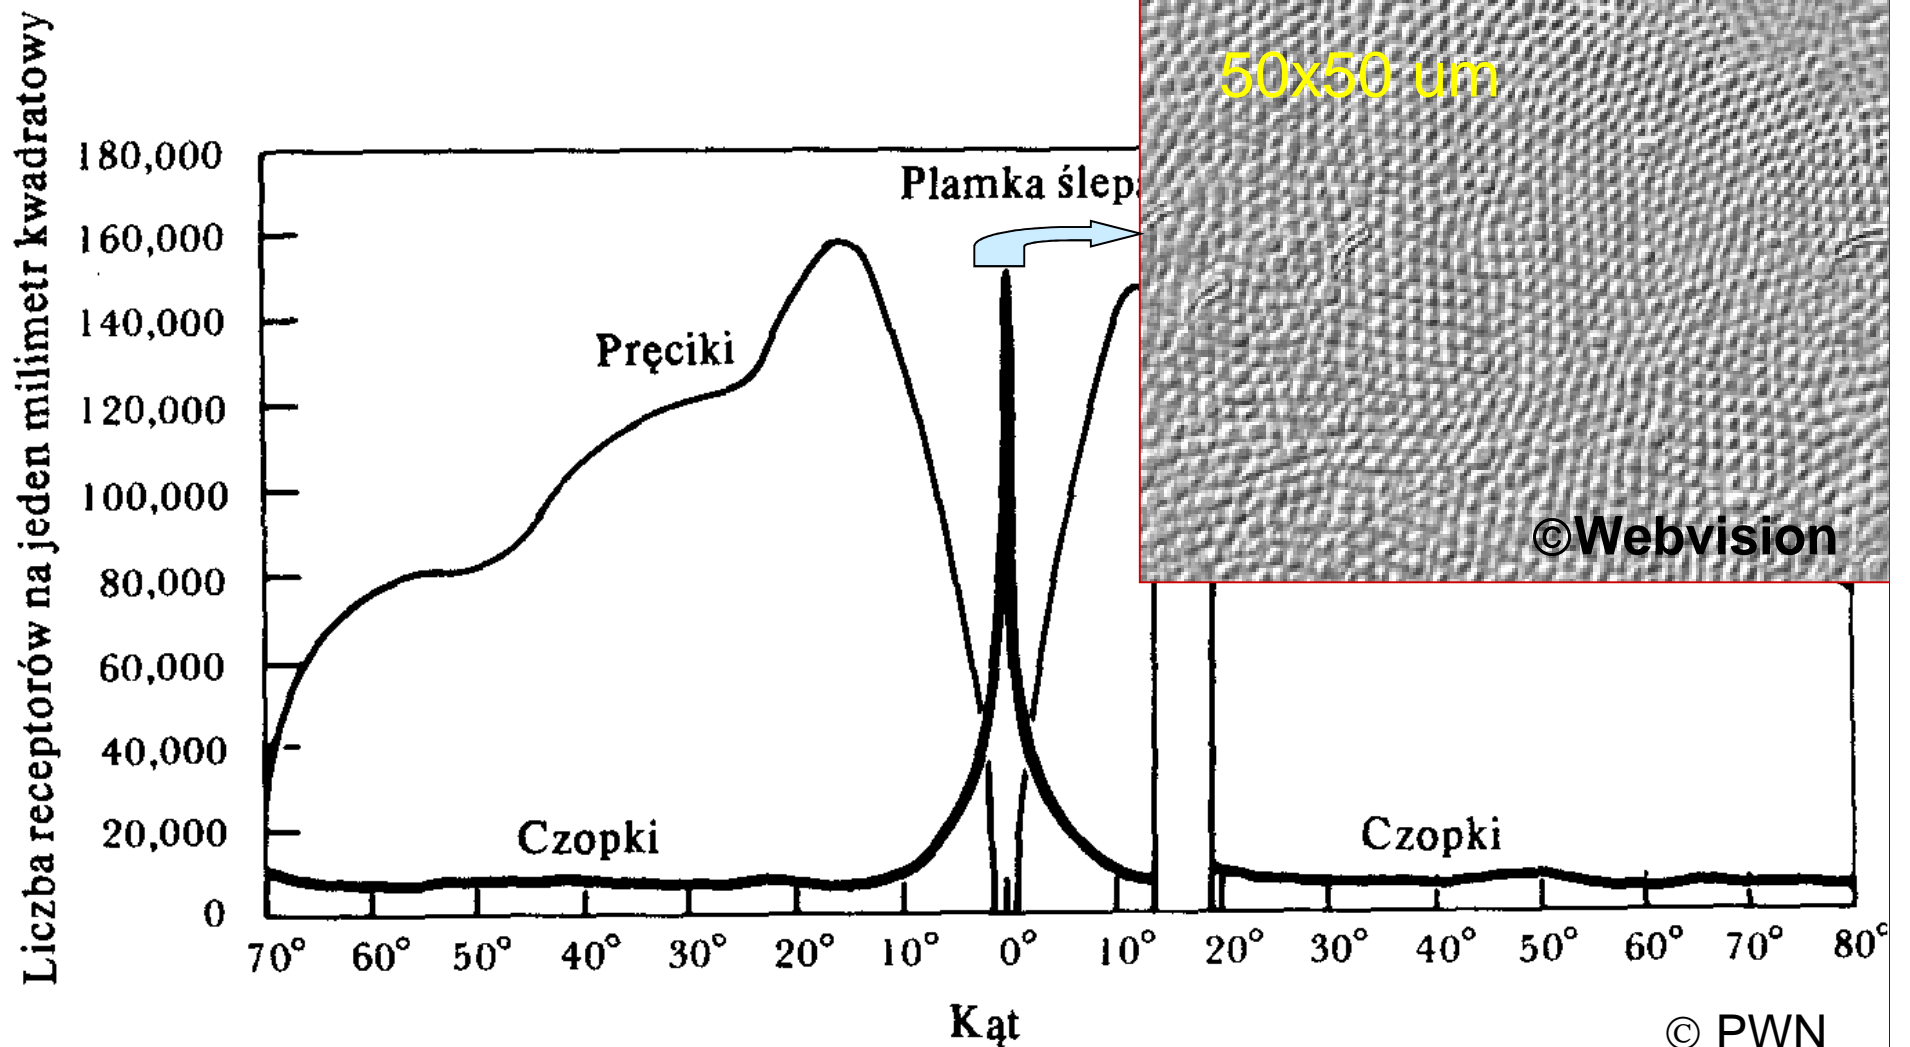 Liczba receptorów na jeden milimetr kwadratowy
50x50 um
180,000
Plamka ślepa
160,000
140,000
Pręciki
120,000
100,000
©Webvision
80,000
60,000
40,000
20,000
Czopki
Czopki
0
70° 60° 50° 40° 30° 20° 10° 0° 10° 20° 30° 40° 50° 60° 70° 80°
Kąt
© PWN